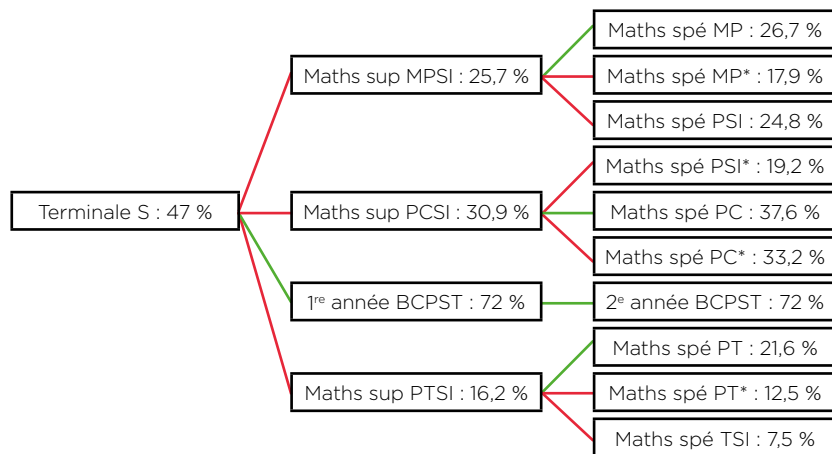 Terminale S : 47 %
Maths sup MPSI : 25,7 %
Maths spé MP : 26,7 %
Maths spé MP* : 17,9 %
Maths spé PSI : 24,8 %
Maths sup PCSI : 30,9 %
Maths spé PSI* : 19,2 %
Maths spé PC : 37,6 %
Maths spé PC* : 33,2 %
1re année BCPST : 72 %
2e année BCPST : 72 %
Maths sup PTSI : 16,2 %
Maths spé PT : 21,6 %
Maths spé PT* : 12,5 %
Maths spé TSI : 7,5 %